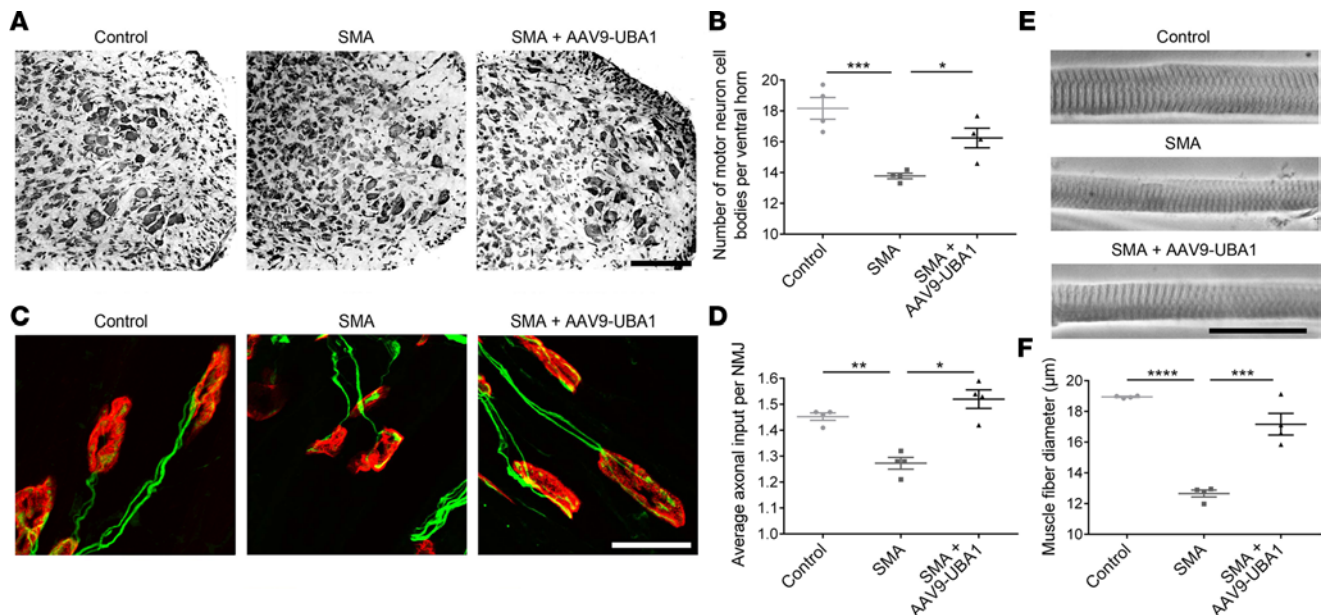 A
Control
SMA
SMA + AAV9-UBA1
B
Number of motor neuron cell
bodies per ventral horn
20
18
16
14
12
10
***
*
Control
SMA
SMA +
AAV9-UBA1
C
Control
SMA
SMA + AAV9-UBA1
D
Average axonal input per NMJ
1.6
1.5
1.4
1.3
1.2
1.1
1.0
**
*
Control
SMA
SMA +
AAV9-UBA1
E
Control
SMA
SMA + AAV9-UBA1
F
Muscle fiber diameter (μm)
20
18
16
14
12
10
****
***
Control
SMA
SMA +
AAV9-UBA1